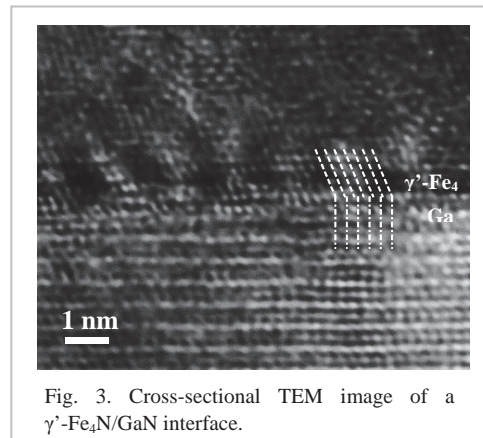 γ'-Fe₄
Ga
1 nm
Fig. 3. Cross-sectional TEM image of a
γ'-Fe₄N/GaN interface.